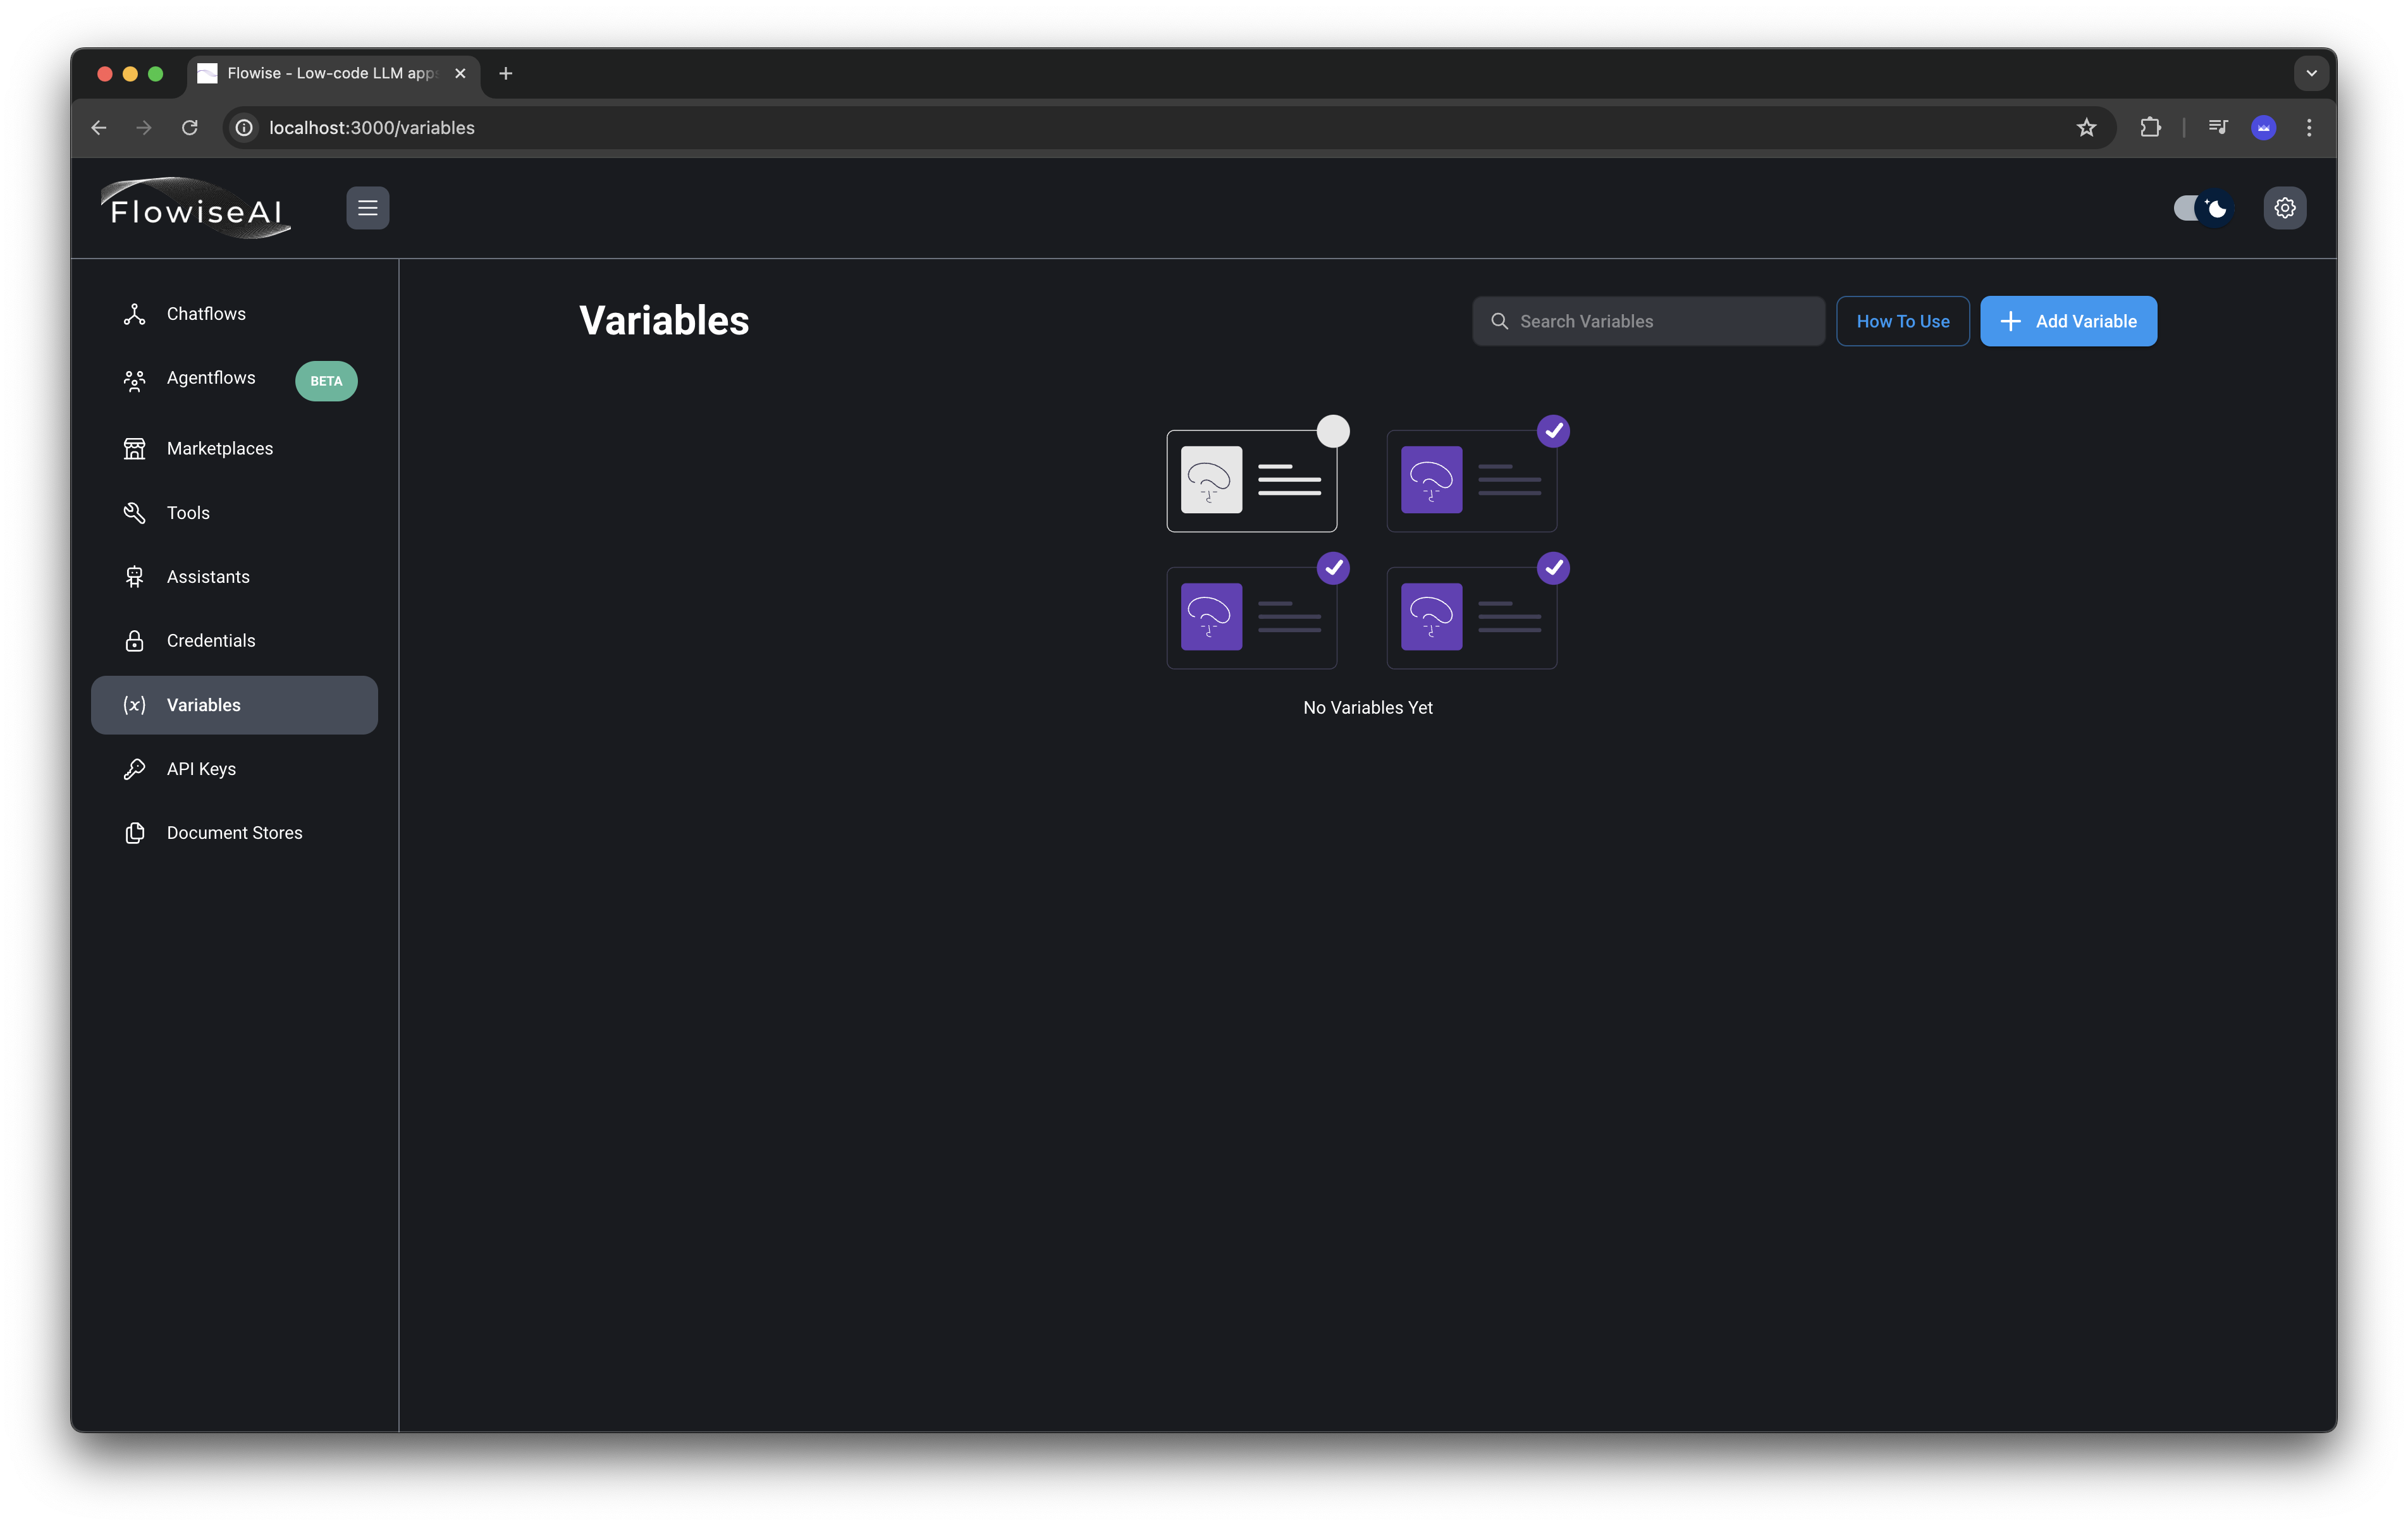 Flowise - Low-code LLM apps
localhost:3000/variables
FlowiseAI
Chatflows
Agentflows BETA
Marketplaces
Tools
Assistants
Credentials
Variables
API Keys
Document Stores
Variables
Search Variables
How To Use
Add Variable
No Variables Yet